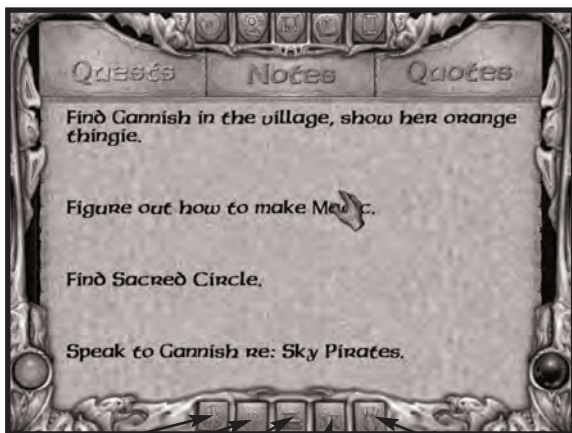 Quests Notes Quotes
Find Gannish in the village, show her orange
thingie.
Figure out how to make
Find Sacred Circle.
Speak to Gannish re: Sky Pirates.